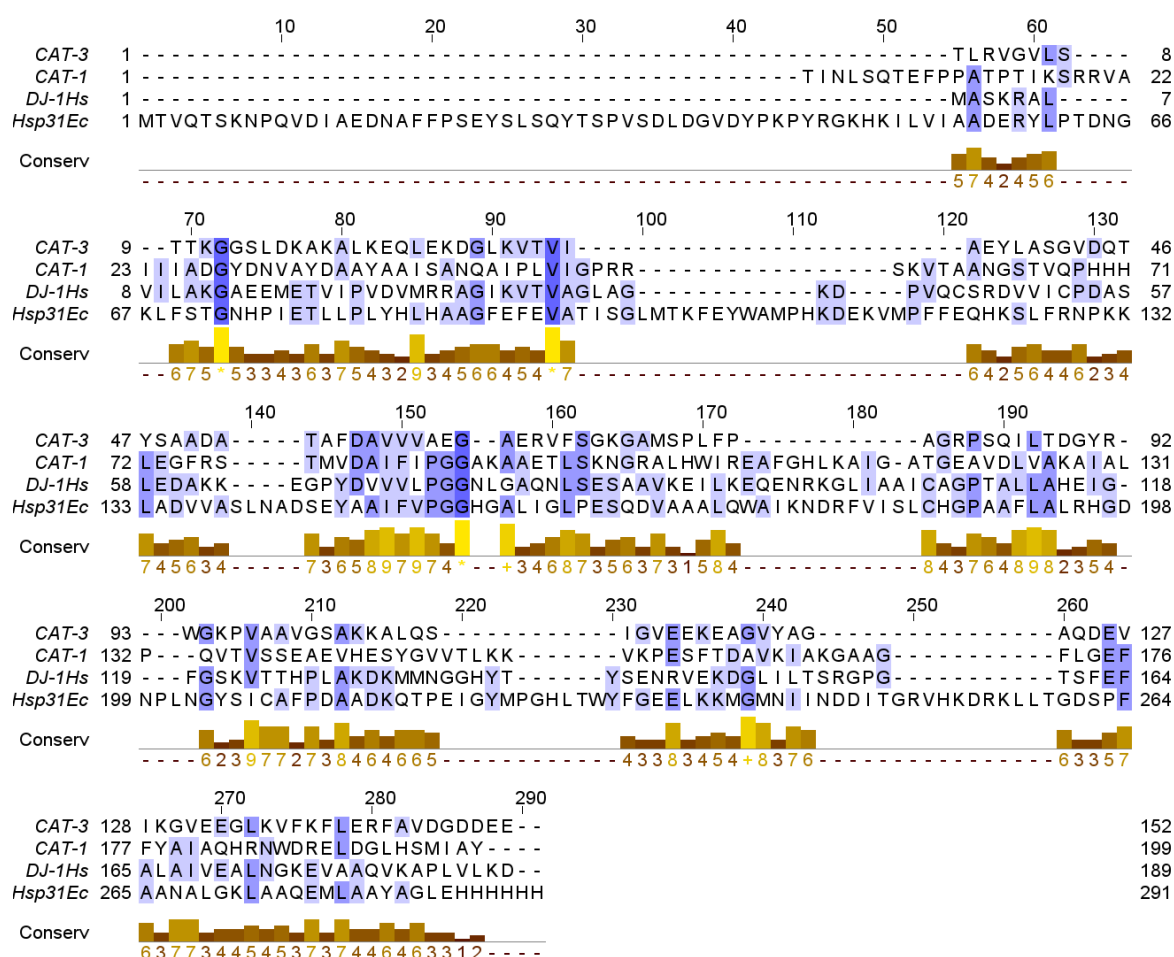 10 20 30 40 50 60
CAT-3 1 ------------------------------------------------------TLRVGVLS---- 8
CAT-1 1 --------------------------------------------TINLSQTEFPPATPTIKSRRVA 22
DJ-1Hs 1 ------------------------------------------------------MASKRAL----- 7
Hsp31Ec 1 MTVQTSKNPQVDIAEDNAFFPSEYSLSQYTSPVSDLDGVDYPKPYRGKHKILVIAADERYLPTDNG 66
Conserv
------------------------------------------------------5742456-----
70 80 90 100 110 120 130
CAT-3 9 --TTKGGSLDKAKALKEQLEKDGLKVTVI--------------------------AEYLASGVDQT 46
CAT-1 23 IIIADGYDNVAYDAAYAAISANQAIPLVIGPRR-----------------SKVTAANGSTVQPHHH 71
DJ-1Hs 8 VILAKGAEEMETVIPVDVMRRAGIKVTVAGLAG------------KD----PVQCSRDVVICPDAS 57
Hsp31Ec 67 KLFSTGNHPIETLLPLYHLHAAGFEFEVATISGLMTKFEYWAMPHKDEKVMPFFEQHKSLFRNPKK 132
Conserv
--675*5334363754329345664 54*7--------------------------64256446234
140 150 160 170 180 190
CAT-3 47 YSAADA-----TAFDAVVVAEG--AERVFSGKGAMSPLFP------------AGRPSQILTDGYR- 92
CAT-1 72 LEGFRS-----TMVDAIFIPGGAKAAETLSKNGRALHWIREAFGHLKAIG-ATGEAVDLVAKAIAL 131
DJ-1Hs 58 LEDAKK----EGPYDVVVLPGGNLGAQNLSESAAVKEILKEQENRKGLIAAICAGPTALLAHEIG- 118
Hsp31Ec 133 LADVVASLNADSEYAAIFVPGGHGALIGLPESQDVAAALQWAIKNDRFVISLCHGPAAFLALRHGD 198
Conserv
745634-----7365897974*--+346873563731584------------8437648982354-
200 210 220 230 240 250 260
CAT-3 93 ---WGKPVAAVGSAKKALQS------------IGVEEKEAGVYAG----------------AQDEV 127
CAT-1 132 P---QVTVSSEAEVHESYGVVTLKK-------VKPESFTDAVKIAKGAAG-----------FLGEF 176
DJ-1Hs 119 ---FGSKVTTHPLAKDKMMNGGHYT------YSENRVEKDGLILTSRGPG-----------TSFEF 164
Hsp31Ec 199 NPLNGYSICAFPDAADKQTPEIGYMPGHLTWYFGEELKKMGMNIINDDITGRVHKDRKLLTGDSPF 264
Conserv
----6239772738464665------------43383454+8376----------------63357
270 280 290
CAT-3 128 IKGVEEGLKVFKFLERFAVDGDDEE-- 152
CAT-1 177 FYAIAQHRNWDRELDGLHSMIAY---- 199
DJ-1Hs 165 ALAIVEALNGKEVAAQVKAPLVLKD-- 189
Hsp31Ec 265 AANALGKLAAQEMLAAYAGLEHHHHHH 291
Conserv
63773444545373744646 3312----